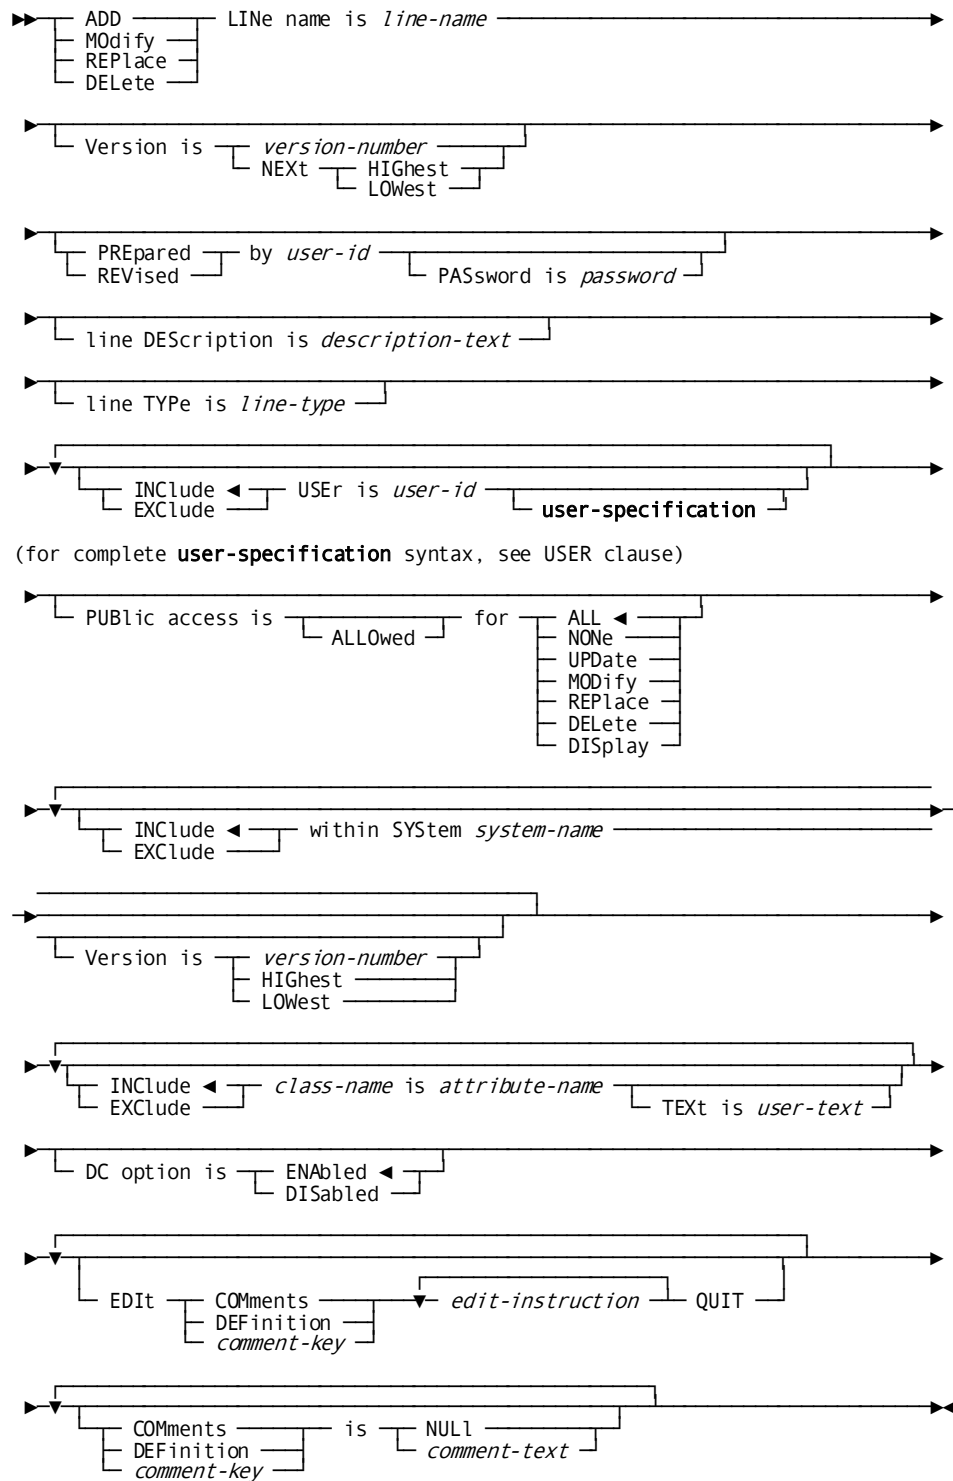 ADD LINe name is line-name
MOdify
REPlace
DELete
Version is version-number
NEXt HIGhest
LOWest
PREpared by user-id
REVised PASsword is password
line DEScription is description-text
line TYPe is line-type
INClude USEr is user-id
EXClude user-specification
(for complete user-specification syntax, see USER clause)
PUBlic access is for ALL
ALLOwed NONe
UPDate
MODify
REPlace
DELete
DISplay
INClude within SYStem system-name
EXClude
Version is version-number
HIGhest
LOWest
INClude class-name is attribute-name
EXClude TEXt is user-text
DC option is ENAbled
DISabled
EDIt COMments edit-instruction QUIT
DEFinition
comment-key
COMments is NULl
DEFinition comment-text
comment-key